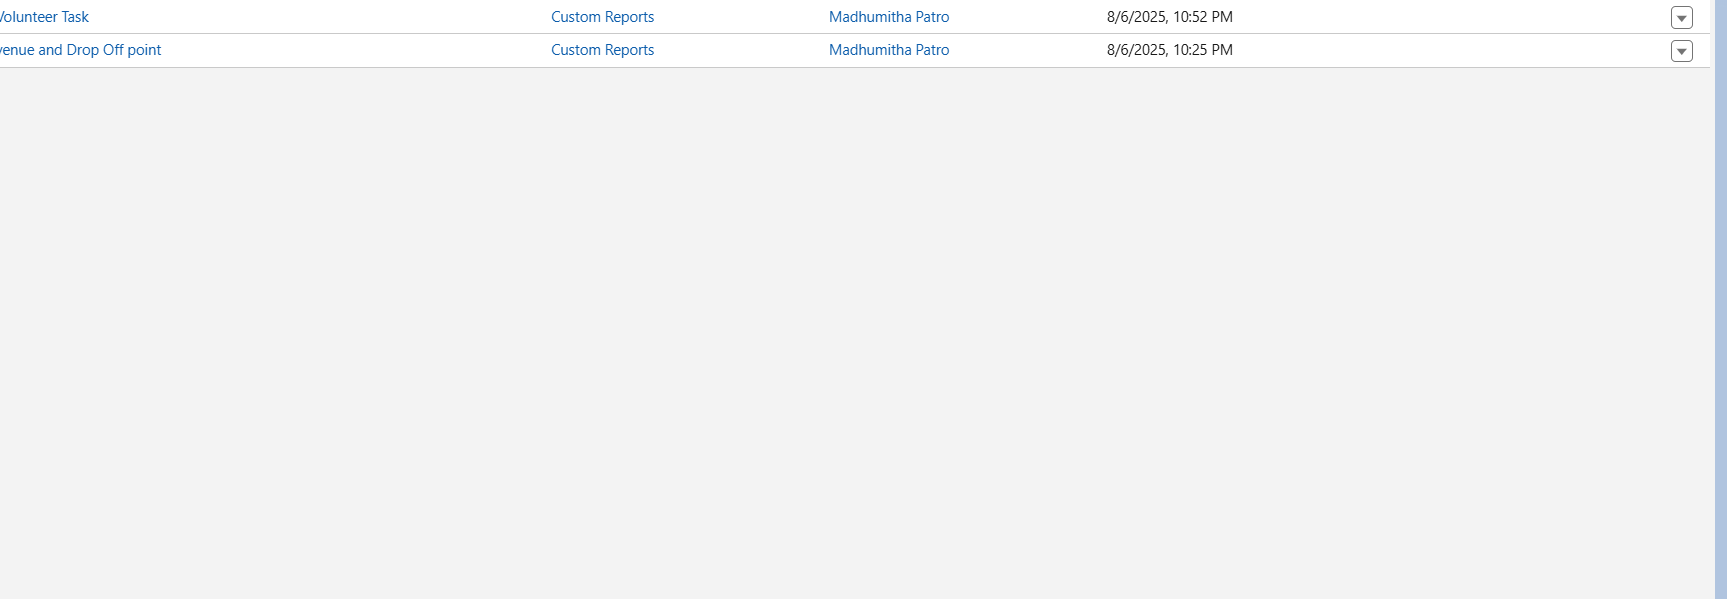 Volunteer Task Custom Reports Madhumitha Patro 8/6/2025, 10:52 PM
venue and Drop Off point Custom Reports Madhumitha Patro 8/6/2025, 10:25 PM